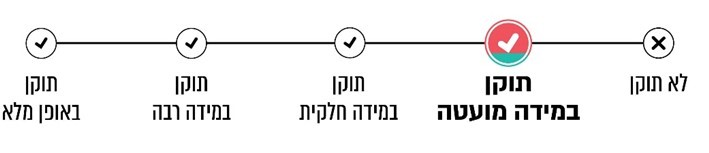 לא תוקן
תוקן
במידה מועטה
תוקן
במידה חלקית
תוקן
במידה רבה
תוקן
באופן מלא